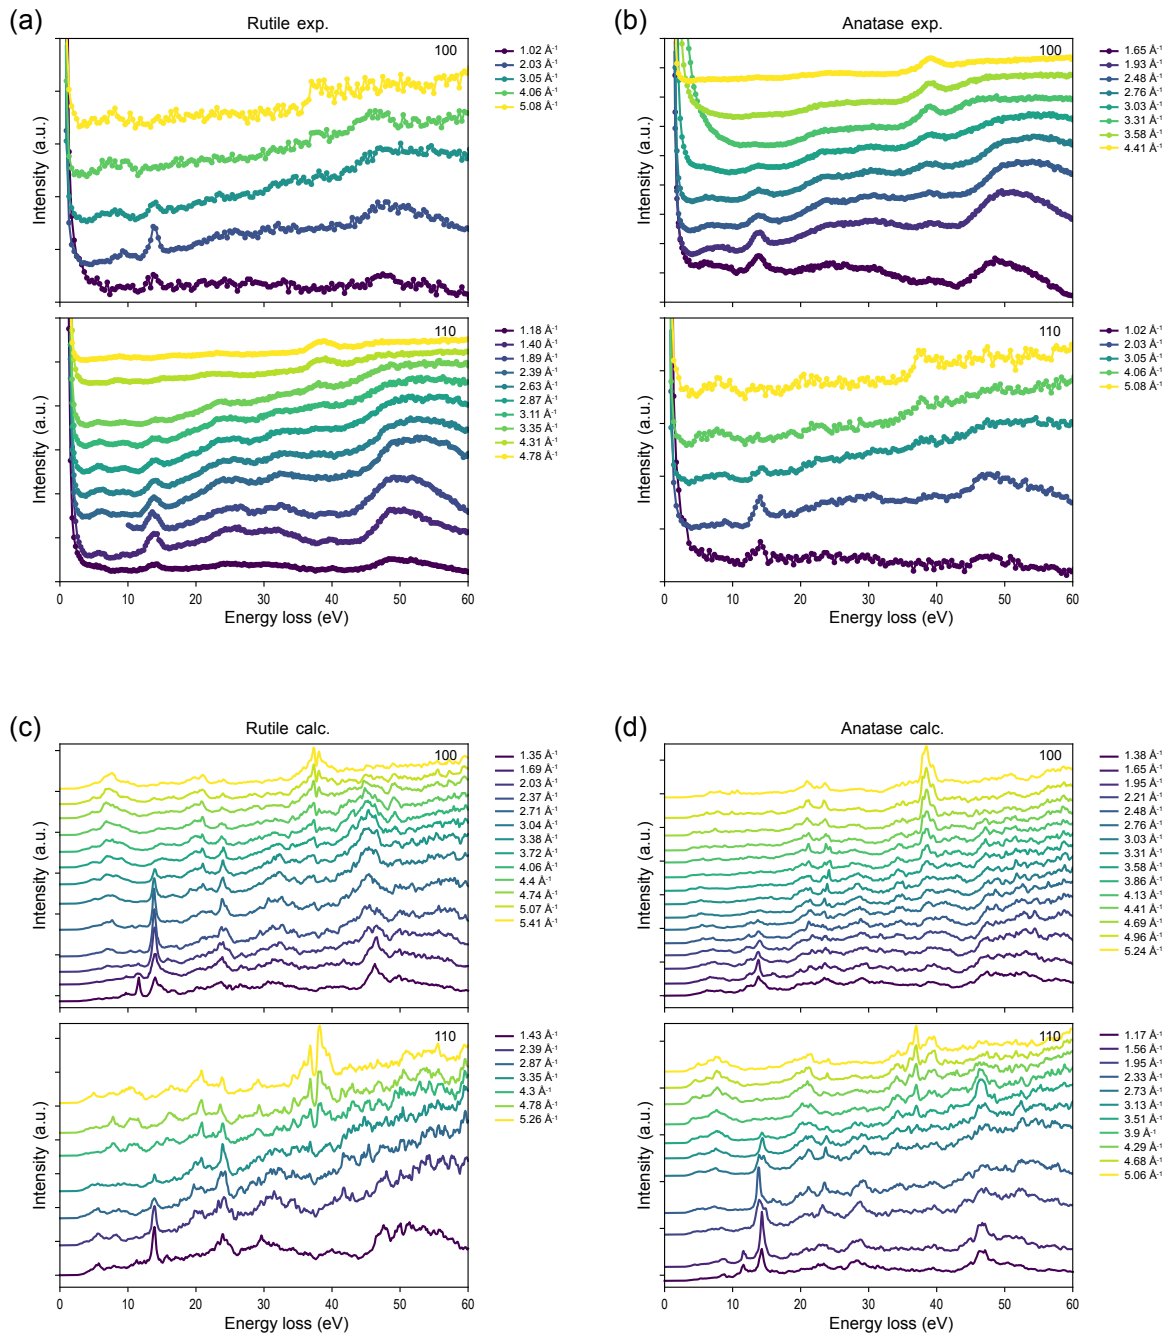 (a)
Rutile exp.
100
1.02 Å-1
2.03 Å-1
3.05 Å-1
4.06 Å-1
5.08 Å-1
Intensity (a.u.)
110
1.18 Å-1
1.40 Å-1
1.89 Å-1
2.39 Å-1
2.63 Å-1
2.87 Å-1
3.11 Å-1
3.35 Å-1
4.31 Å-1
4.78 Å-1
Intensity (a.u.)
0 10 20 30 40 50 60
Energy loss (eV)
(b)
Anatase exp.
100
1.65 Å-1
1.93 Å-1
2.48 Å-1
2.76 Å-1
3.03 Å-1
3.31 Å-1
3.58 Å-1
4.41 Å-1
Intensity (a.u.)
110
1.02 Å-1
2.03 Å-1
3.05 Å-1
4.06 Å-1
5.08 Å-1
Intensity (a.u.)
0 10 20 30 40 50 60
Energy loss (eV)
(c)
Rutile calc.
100
1.35 Å-1
1.69 Å-1
2.03 Å-1
2.37 Å-1
2.71 Å-1
3.04 Å-1
3.38 Å-1
3.72 Å-1
4.06 Å-1
4.4 Å-1
4.74 Å-1
5.07 Å-1
5.41 Å-1
Intensity (a.u.)
110
1.43 Å-1
2.39 Å-1
2.87 Å-1
3.35 Å-1
4.3 Å-1
4.78 Å-1
5.26 Å-1
Intensity (a.u.)
0 10 20 30 40 50 60
Energy loss (eV)
(d)
Anatase calc.
100
1.38 Å-1
1.65 Å-1
1.95 Å-1
2.21 Å-1
2.48 Å-1
2.76 Å-1
3.03 Å-1
3.31 Å-1
3.58 Å-1
3.86 Å-1
4.13 Å-1
4.41 Å-1
4.69 Å-1
4.96 Å-1
5.24 Å-1
Intensity (a.u.)
110
1.17 Å-1
1.56 Å-1
1.95 Å-1
2.33 Å-1
2.73 Å-1
3.13 Å-1
3.51 Å-1
3.9 Å-1
4.29 Å-1
4.68 Å-1
5.06 Å-1
Intensity (a.u.)
0 10 20 30 40 50 60
Energy loss (eV)